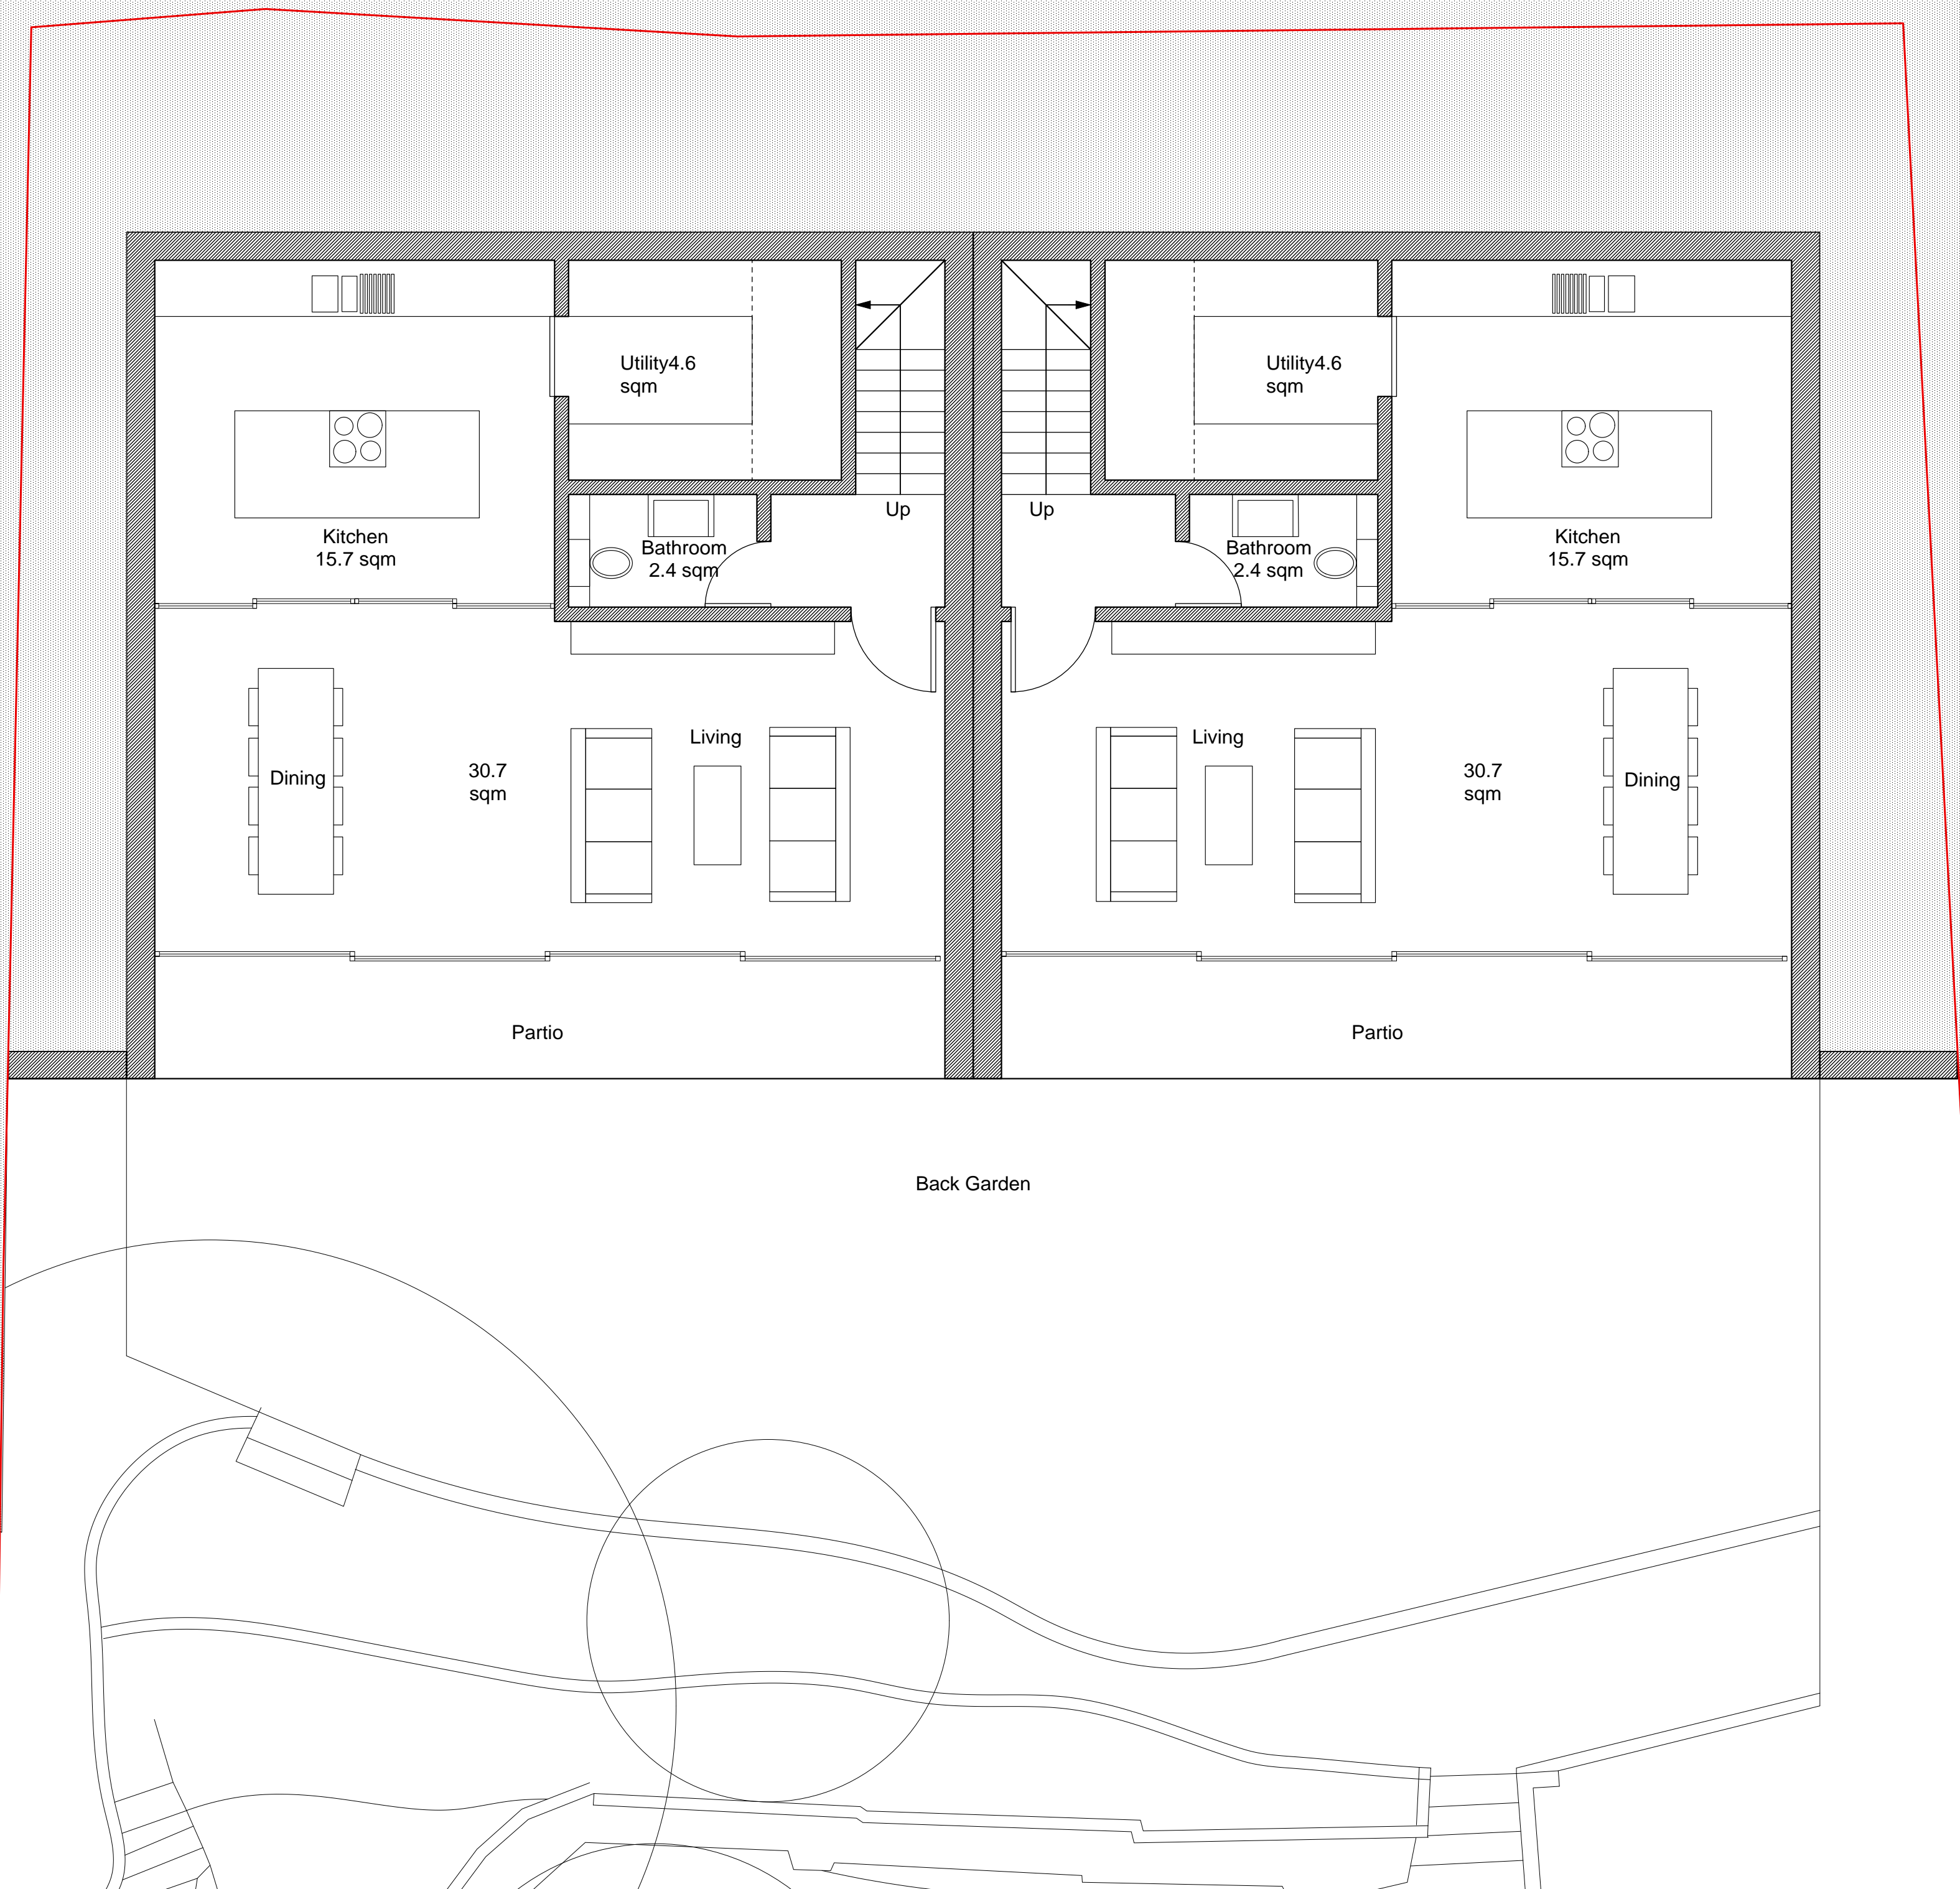 Utility4.6
sqm
Utility4.6
sqm
Up
Up
Kitchen
15.7 sqm
Bathroom
2.4 sqm
Bathroom
2.4 sqm
Kitchen
15.7 sqm
Living
Living
Dining
30.7
sqm
30.7
sqm
Dining
Partio
Partio
Back Garden